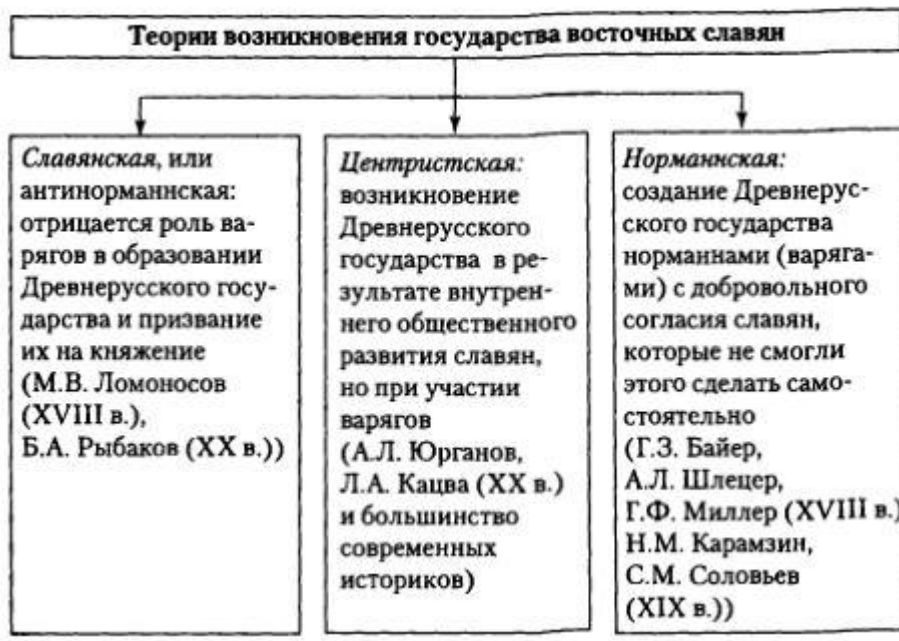 Теории возникновения государства восточных славян
Славянская, или
антинорманнская:
отрицается роль ва-
рягов в образовании
Древнерусского госу-
дарства и призвание
их на княжение
(М.В. Ломоносов
(XVIII в.),
Б.А. Рыбаков (XX в.))
Центристская:
возникновение
Древнерусского
государства в ре-
зультате внутрен-
него общественного
развития славян,
но при участии
варягов
(А.Л. Юрганов,
Л.А. Кацва (XX в.)
и большинство
современных
историков)
Норманнская:
создание Древнерус-
ского государства
норманнами (варяга-
ми) с добровольного
согласия славян,
которые не смогли
этого сделать само-
стоятельно
(Г.З. Байер,
А.Л. Шлецер,
Г.Ф. Миллер (XVIII в.)
Н.М. Карамзин,
С.М. Соловьев
(XIX в.))